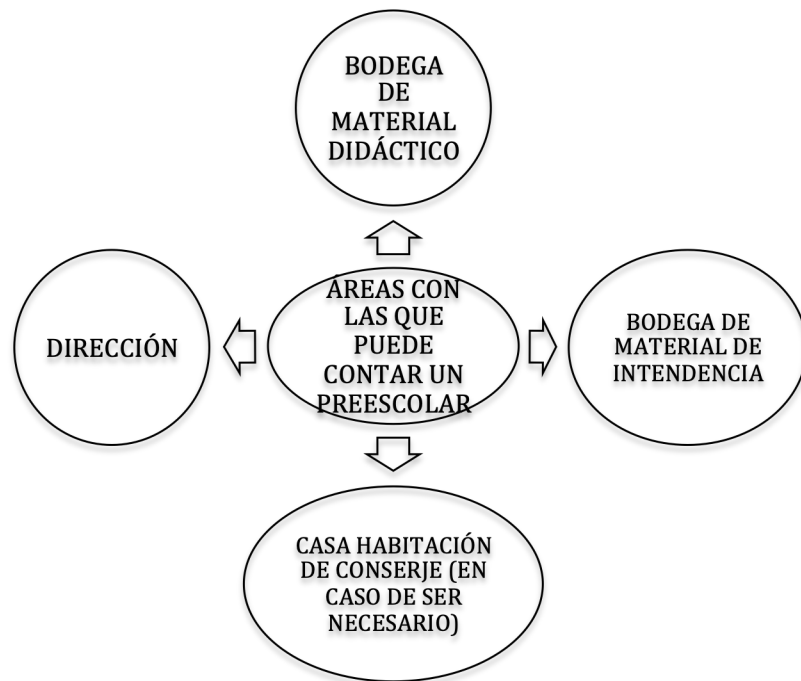 BODEGA
DE
MATERIAL
DIDÁCTICO
DIRECCIÓN
ÁREAS CON
LAS QUE
PUEDE
CONTAR UN
PREESCOLAR
BODEGA DE
MATERIAL DE
INTENDENCIA
CASA HABITACIÓN
DE CONSERJE (EN
CASO DE SER
NECESARIO)